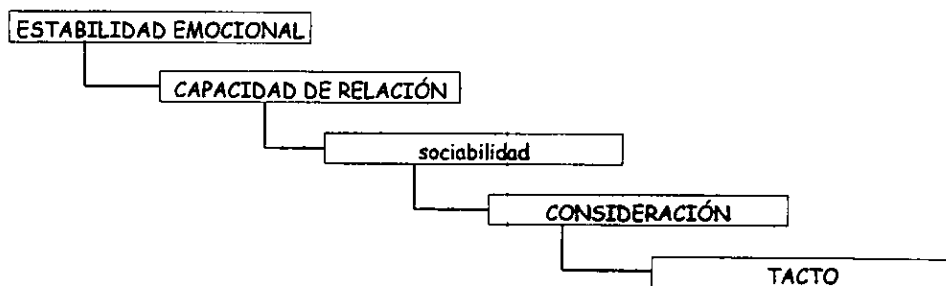 ESTABILIDAD EMOCIONAL
CAPACIDAD DE RELACIÓN
sociabilidad
CONSIDERACIÓN
TACTO